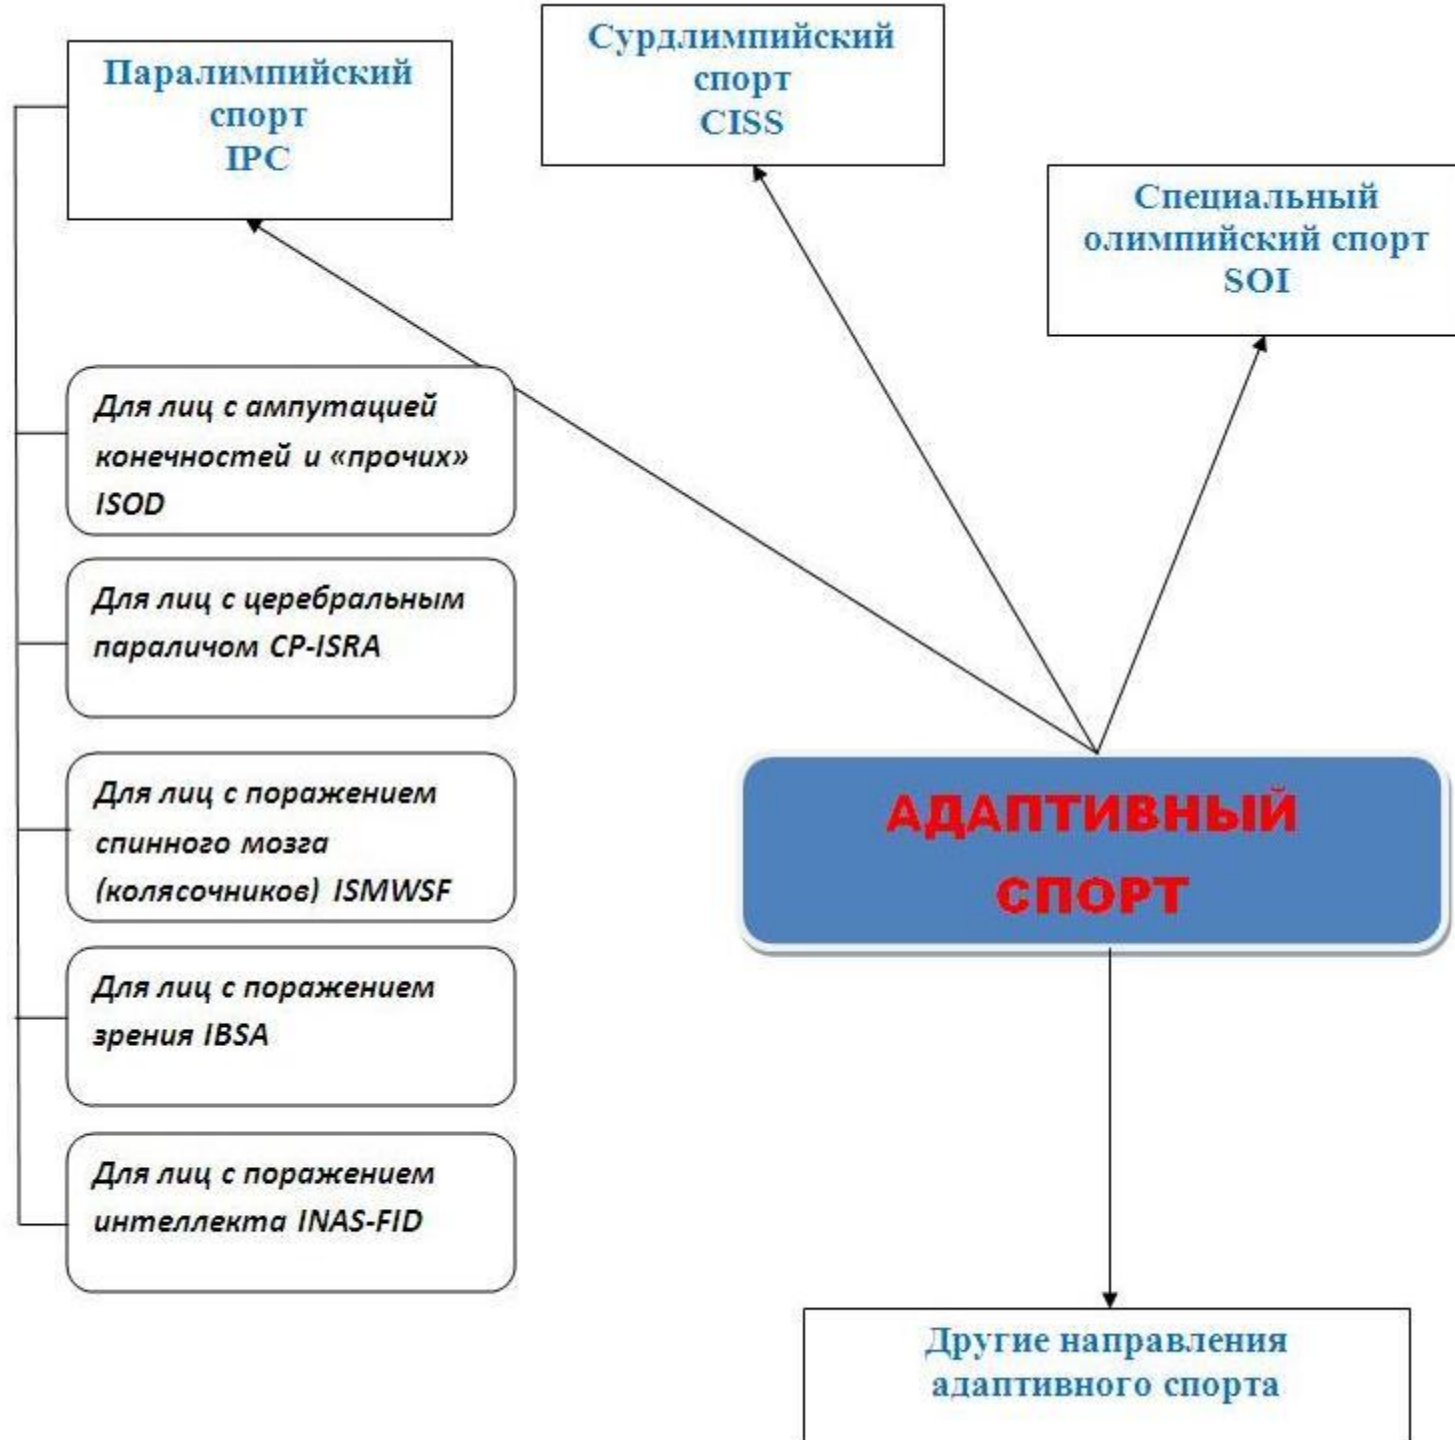 Паралимпийский
спорт
IPC
Сурдлимпийский
спорт
CISS
Специальный
олимпийский спорт
SOI
Для лиц с ампутацией
конечностей и «прочих»
ISOD
Для лиц с церебральным
параличом CP-ISRA
Для лиц с поражением
спинного мозга
(колясочников) ISMWSF
Для лиц с поражением
зрения IBSA
Для лиц с поражением
интеллекта INAS-FID
АДАПТИВНЫЙ
СПОРТ
Другие направления
адаптивного спорта